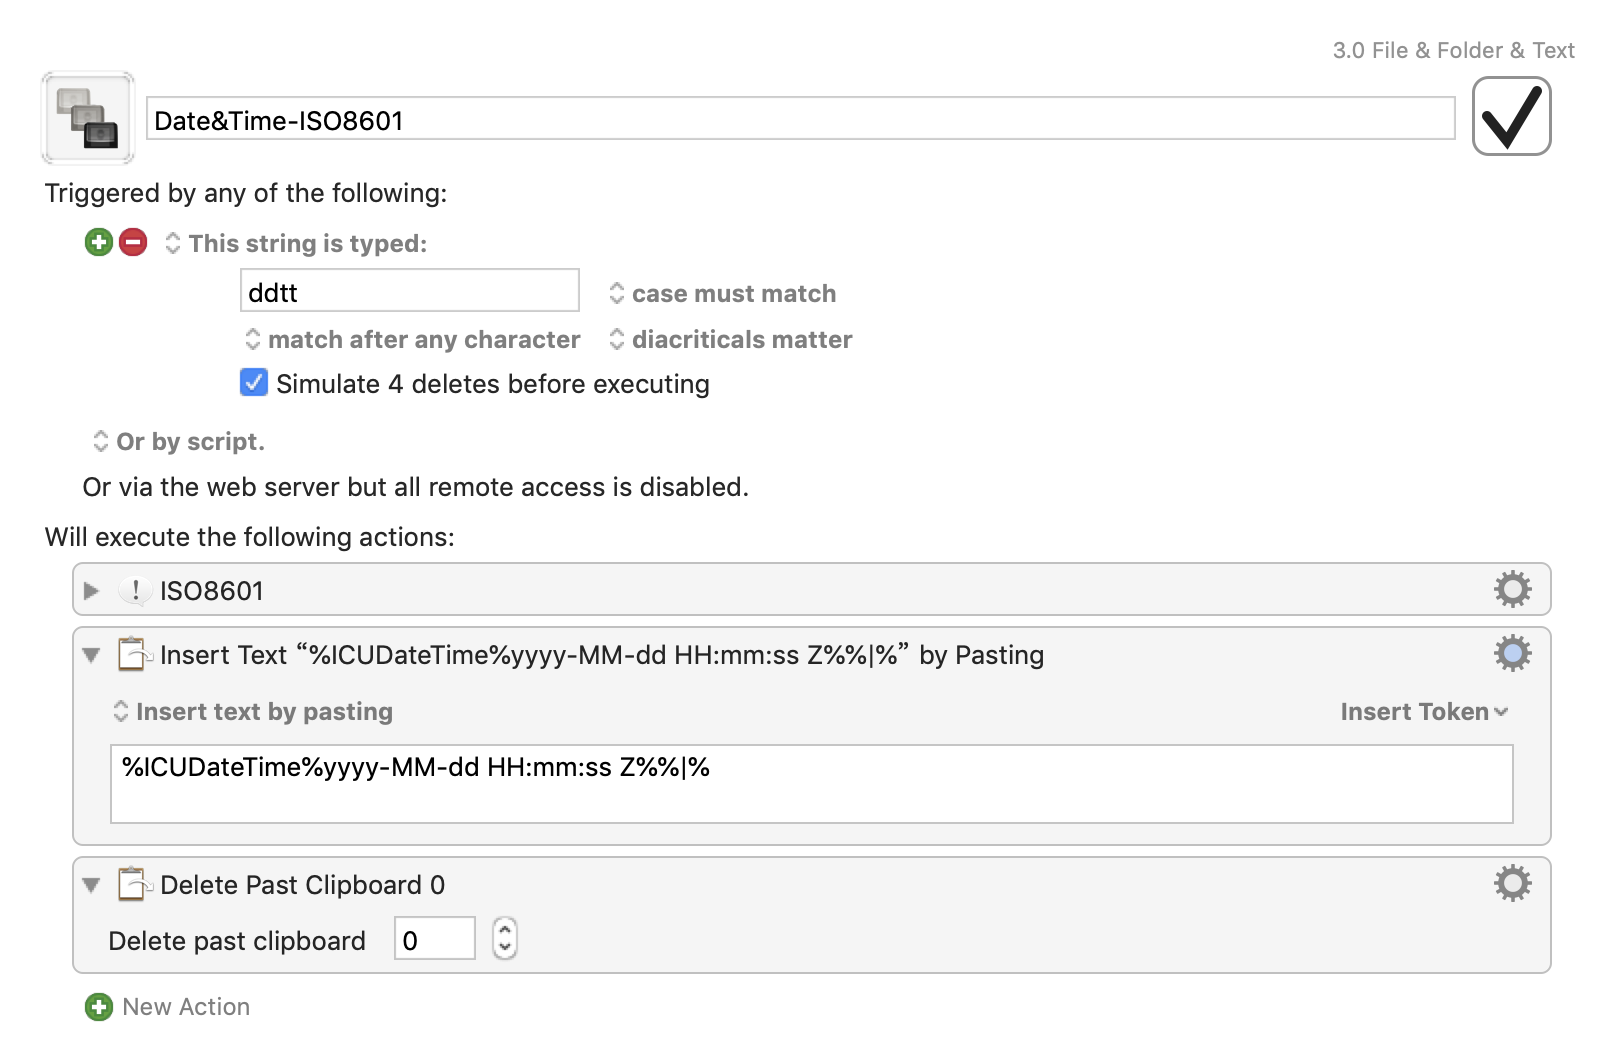 3.0 File & Folder & Text
Date&Time-ISO8601
Triggered by any of the following:
This string is typed:
ddtt case must match
match after any character diacriticals matter
Simulate 4 deletes before executing
Or by script.
Or via the web server but all remote access is disabled.
Will execute the following actions:
ISO8601
Insert Text “%ICUDateTime%yyyy-MM-dd HH:mm:ss Z%%|%” by Pasting
Insert text by pasting Insert Token
%ICUDateTime%yyyy-MM-dd HH:mm:ss Z%%|%
Delete Past Clipboard 0
Delete past clipboard 0
New Action